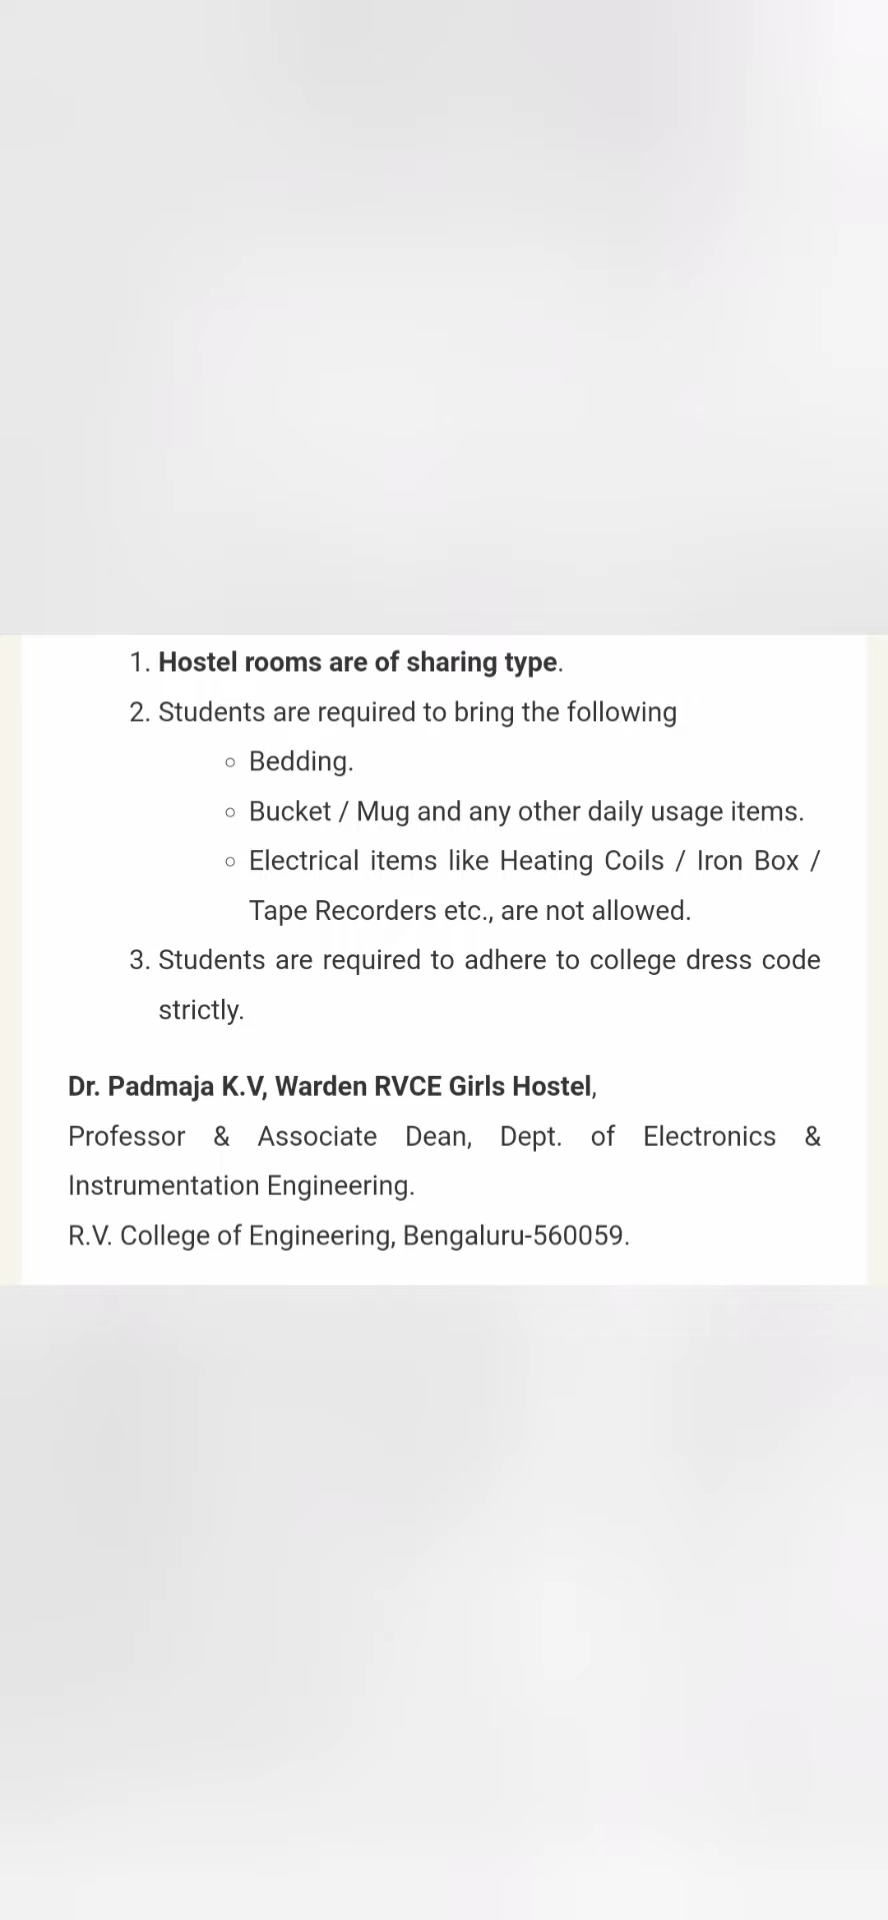 1. Hostel rooms are of sharing type.
2. Students are required to bring the following
○ Bedding.
○ Bucket / Mug and any other daily usage items.
○ Electrical items like Heating Coils / Iron Box /
Tape Recorders etc., are not allowed.
3. Students are required to adhere to college dress code
strictly.
Dr. Padmaja K.V, Warden RVCE Girls Hostel,
Professor & Associate Dean, Dept. of Electronics &
Instrumentation Engineering.
R.V. College of Engineering, Bengaluru-560059.